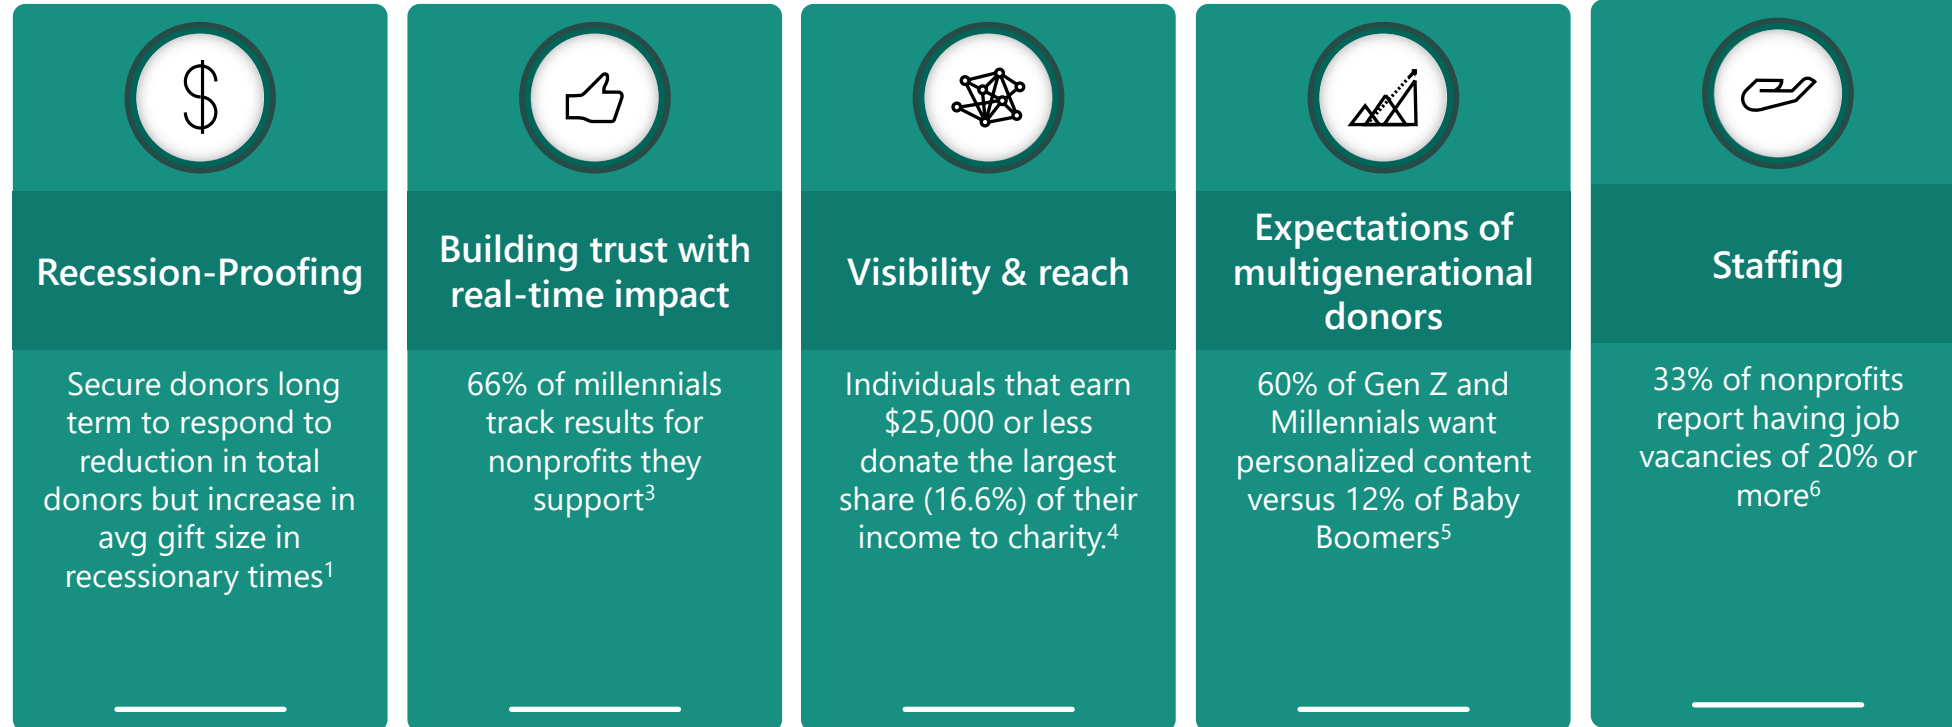 Recession-Proofing
Secure donors long
term to respond to
reduction in total
donors but increase in
avg gift size in
recessionary times¹
Building trust with
real-time impact
66% of millennials
track results for
nonprofits they
support³
Visibility & reach
Individuals that earn
$25,000 or less
donate the largest
share (16.6%) of their
income to charity.⁴
Expectations of
multigenerational
donors
60% of Gen Z and
Millennials want
personalized content
versus 12% of Baby
Boomers⁵
Staffing
33% of nonprofits
report having job
vacancies of 20% or
more⁶